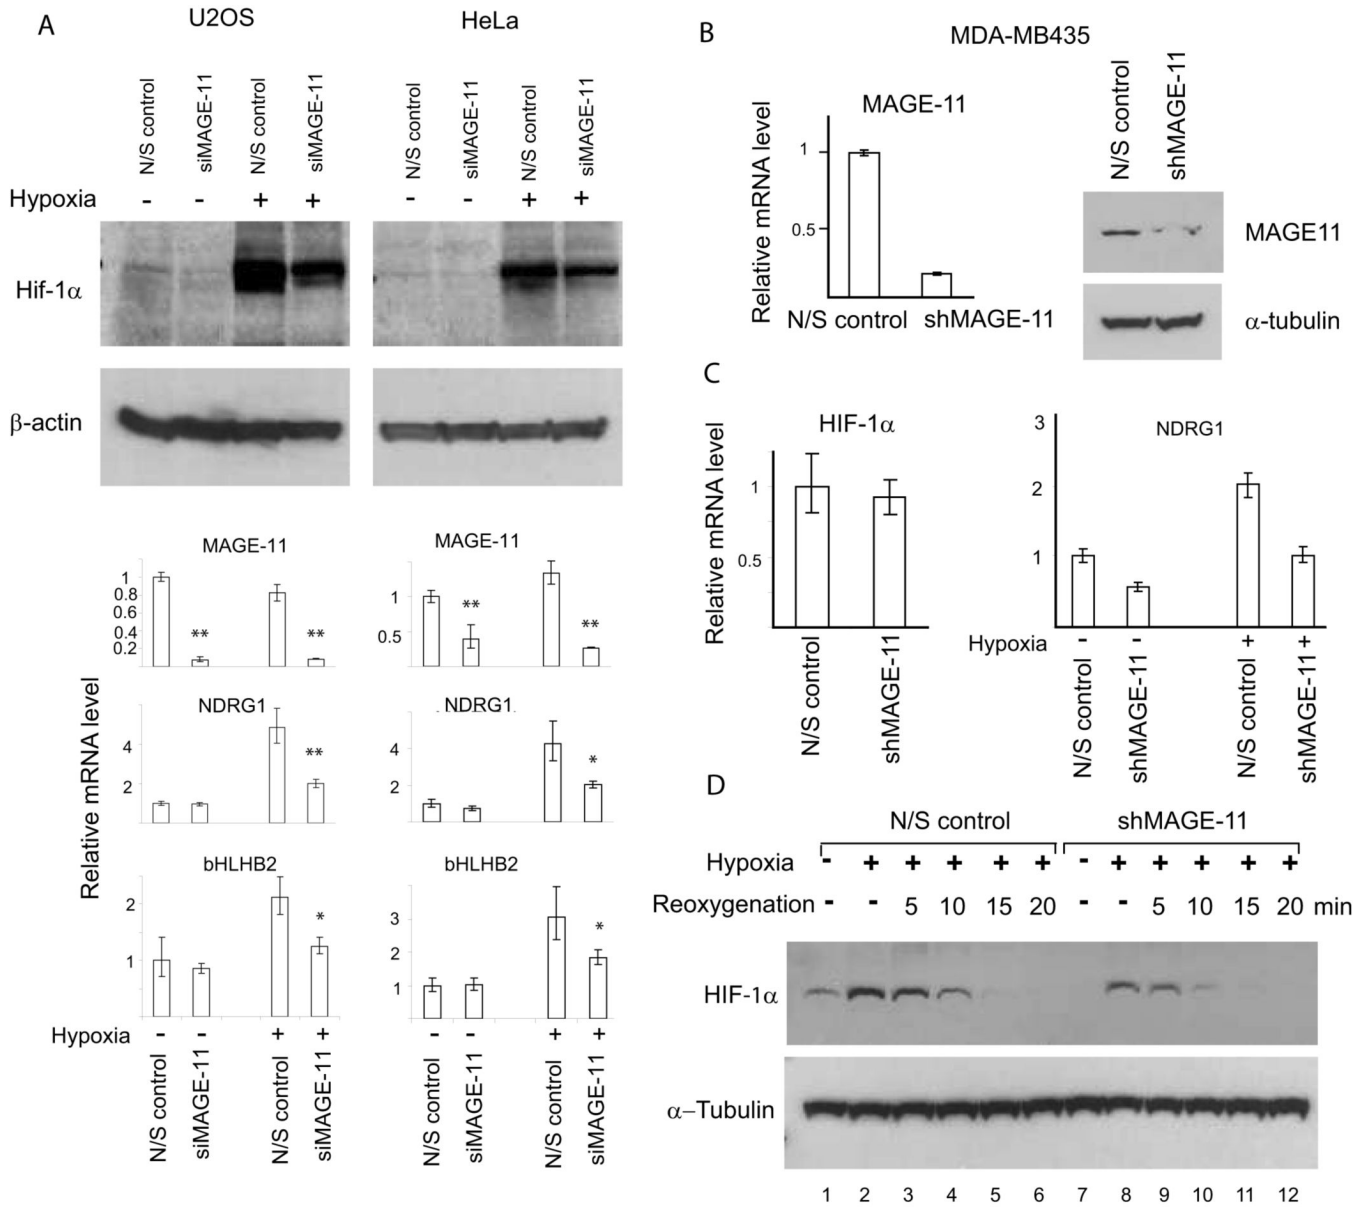 A
U2OS
HeLa
N/S control
siMAGE-11
N/S control
siMAGE-11
N/S control
siMAGE-11
N/S control
siMAGE-11
Hypoxia - - + + - - + +
Hif-1α
β-actin
Relative mRNA level
MAGE-11
1
0.8
0.6
0.4
0.2
**
**
MAGE-11
1
0.5
**
**
NDRG1
4
2
**
NDRG1
4
2
*
bHLHB2
2
1
*
bHLHB2
3
2
1
*
Hypoxia - - + + - - + +
N/S control
siMAGE-11
N/S control
siMAGE-11
N/S control
siMAGE-11
N/S control
siMAGE-11
B
MDA-MB435
MAGE-11
Relative mRNA level
1
0.5
N/S control shMAGE-11
N/S control
shMAGE-11
MAGE11
α-tubulin
C
HIF-1α
Relative mRNA level
1
0.5
N/S control
shMAGE-11
NDRG1
3
2
1
Hypoxia - - + +
N/S control
shMAGE-11
N/S control
shMAGE-11
D
N/S control shMAGE-11
Hypoxia - + + + + + - + + + + +
Reoxygenation - - 5 10 15 20 - - 5 10 15 20 min
HIF-1α
α–Tubulin
1 2 3 4 5 6 7 8 9 10 11 12